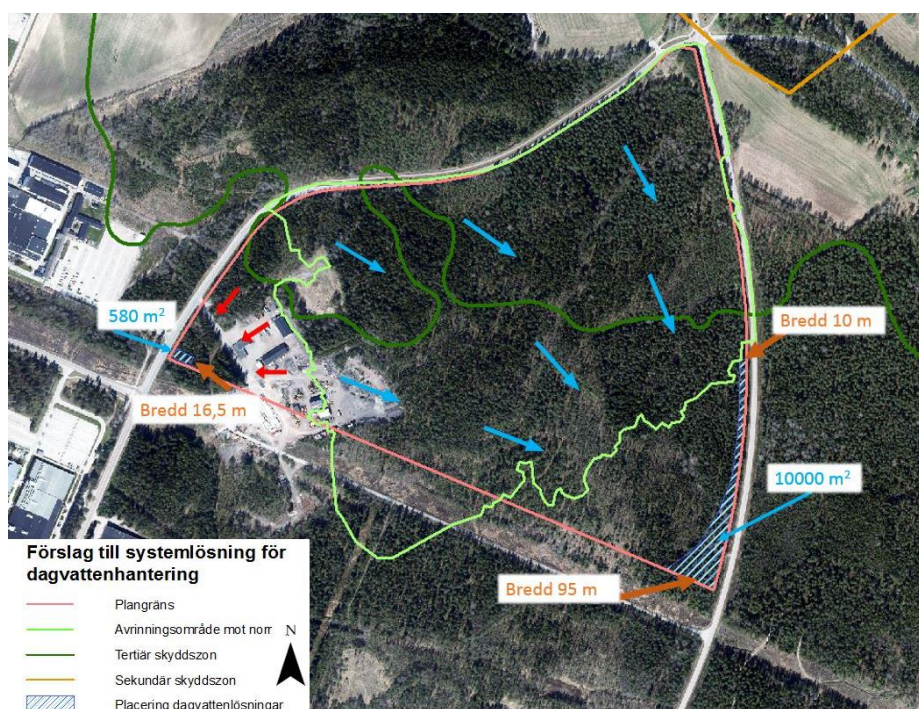 580 m²
Bredd 16,5 m
Bredd 10 m
10000 m²
Bredd 95 m
Förslag till systemlösning för
dagvattenhantering
Plangräns
Avrinningsområde mot norr
N
Tertiär skyddszon
Sekundär skyddszon
Placering dagvattenlösningar